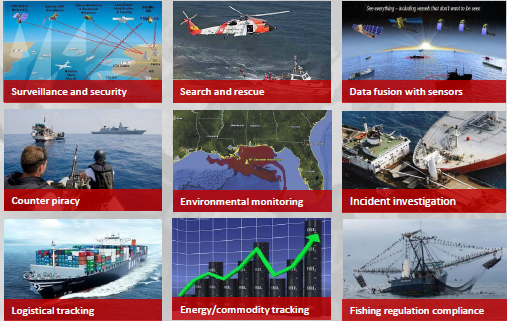 See everything – including vessels that don't want to be seen
Surveillance and security
Search and rescue
Data fusion with sensors
Counter piracy
Environmental monitoring
Incident investigation
Logistical tracking
Energy/commodity tracking
Fishing regulation compliance